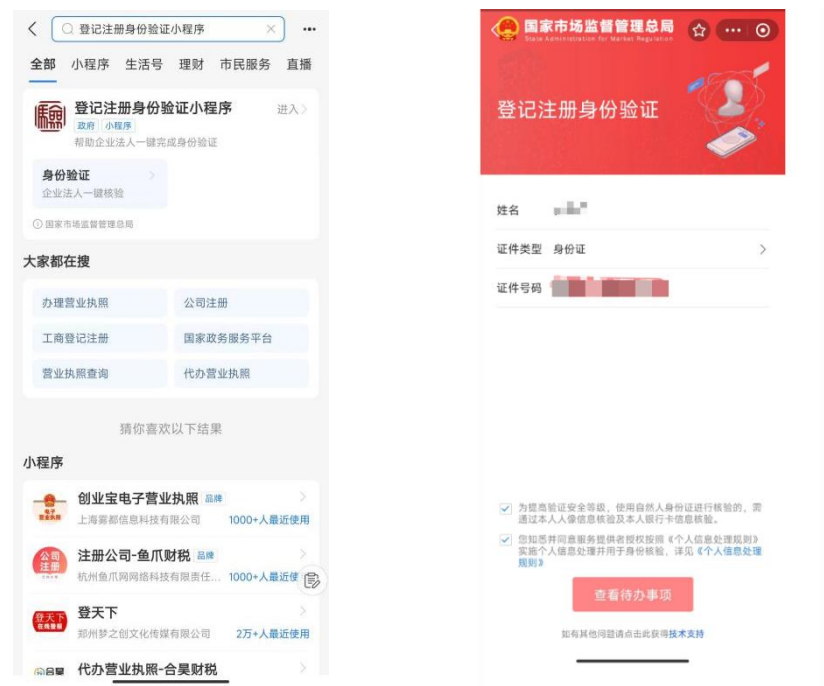 登记注册身份验证小程序
全部 小程序 生活号 理财 市民服务 直播
登记注册身份验证小程序
进入
政府 小程序
帮助企业法人一键完成身份验证
身份验证
企业法人一键核验
国家市场监督管理总局
大家都在搜
办理营业执照 公司注册
工商登记注册 国家政务服务平台
营业执照查询 代办营业执照
猜你喜欢以下结果
小程序
创业宝电子营业执照 品牌
上海雾都信息科技有限公司 1000+人最近使用
电子
营业执照
注册公司-鱼爪财税 品牌
杭州鱼爪网网络科技有限责任... 1000+人最近使
公司
注册
登天下
郑州梦之创文化传媒有限公司 2万+人最近使用
登天下
在线登报
代办营业执照-合昊财税
国家市场监督管理总局
State Administration for Market Regulation
登记注册身份验证
姓名
证件类型 身份证
证件号码
为提高验证安全等级，使用自然人身份证进行核验的，需
通过本人人像信息核验及本人银行卡信息核验。
您知悉并同意服务提供者授权按照《个人信息处理规则》
实施个人信息处理并用于身份核验，详见《个人信息处理
规则》
查看待办事项
如有其他问题请点击此获得技术支持